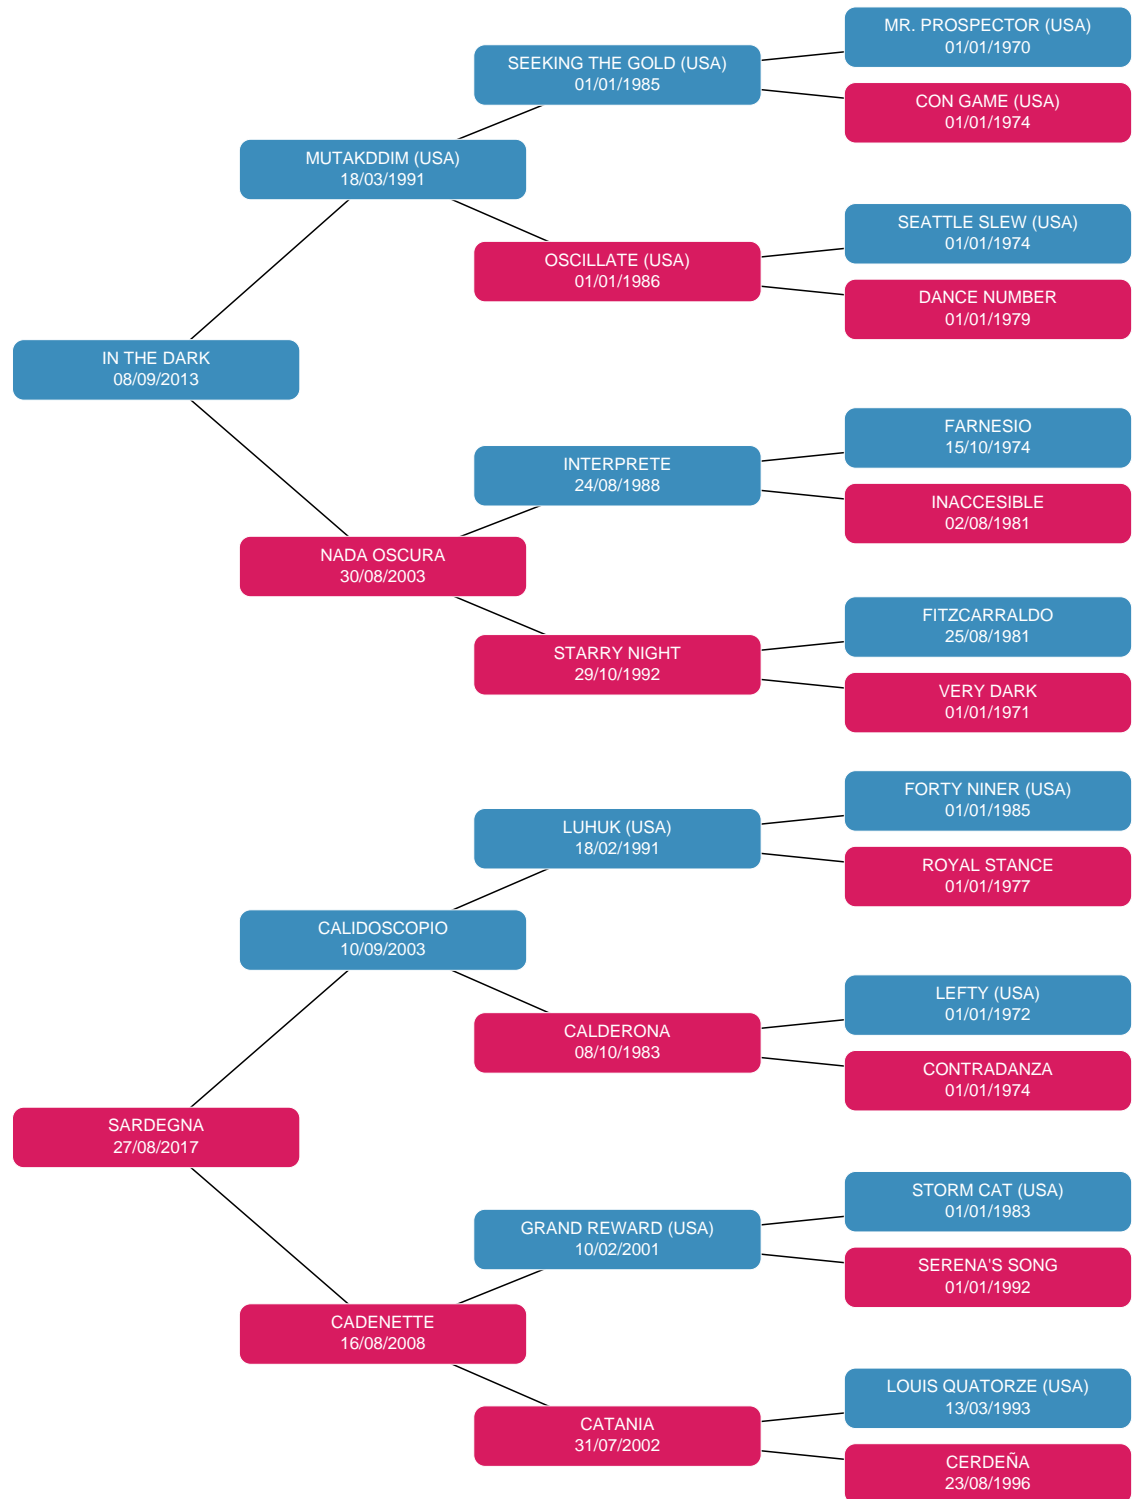 MR. PROSPECTOR (USA)
01/01/1970
SEEKING THE GOLD (USA)
01/01/1985
CON GAME (USA)
01/01/1974
MUTAKDDIM (USA)
18/03/1991
SEATTLE SLEW (USA)
01/01/1974
OSCILLATE (USA)
01/01/1986
DANCE NUMBER
01/01/1979
IN THE DARK
08/09/2013
FARNESIO
15/10/1974
INTERPRETE
24/08/1988
INACCESIBLE
02/08/1981
NADA OSCURA
30/08/2003
FITZCARRALDO
25/08/1981
STARRY NIGHT
29/10/1992
VERY DARK
01/01/1971
FORTY NINER (USA)
01/01/1985
LUHUK (USA)
18/02/1991
ROYAL STANCE
01/01/1977
CALIDOSCOPIO
10/09/2003
LEFTY (USA)
01/01/1972
CALDERONA
08/10/1983
CONTRADANZA
01/01/1974
SARDEGNA
27/08/2017
STORM CAT (USA)
01/01/1983
GRAND REWARD (USA)
10/02/2001
SERENA'S SONG
01/01/1992
CADENETTE
16/08/2008
LOUIS QUATORZE (USA)
13/03/1993
CATANIA
31/07/2002
CERDEÑA
23/08/1996